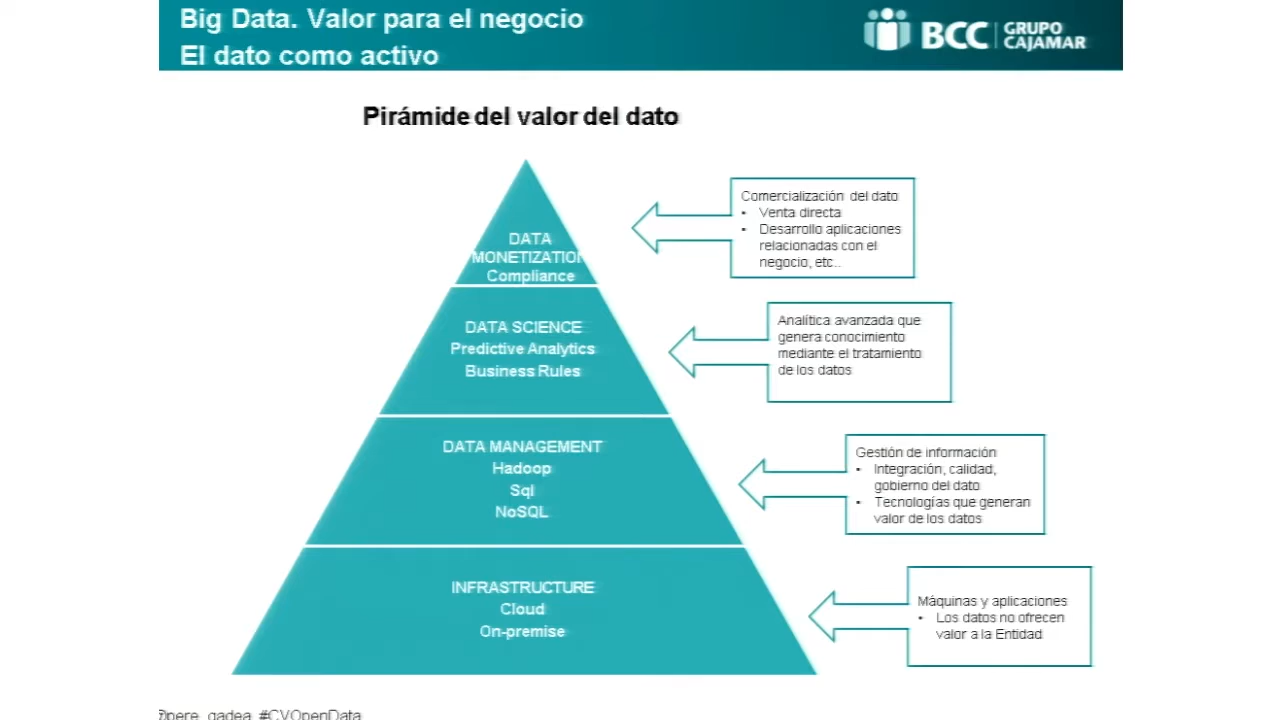 Big Data. Valor para el negocio
El dato como activo
BCC GRUPO
CAJAMAR
Pirámide del valor del dato
DATA
MONETIZATION
Compliance
Comercialización del dato
• Venta directa
• Desarrollo aplicaciones
relacionadas con el
negocio, etc..
DATA SCIENCE
Predictive Analytics
Business Rules
Analítica avanzada que
genera conocimiento
mediante el tratamiento
de los datos
DATA MANAGEMENT
Hadoop
Sql
NoSQL
Gestión de información
• Integración, calidad,
gobierno del dato
• Tecnologías que generan
valor de los datos
INFRASTRUCTURE
Cloud
On-premise
Máquinas y aplicaciones
• Los datos no ofrecen
valor a la Entidad
@pere_gadea #CVOpenData